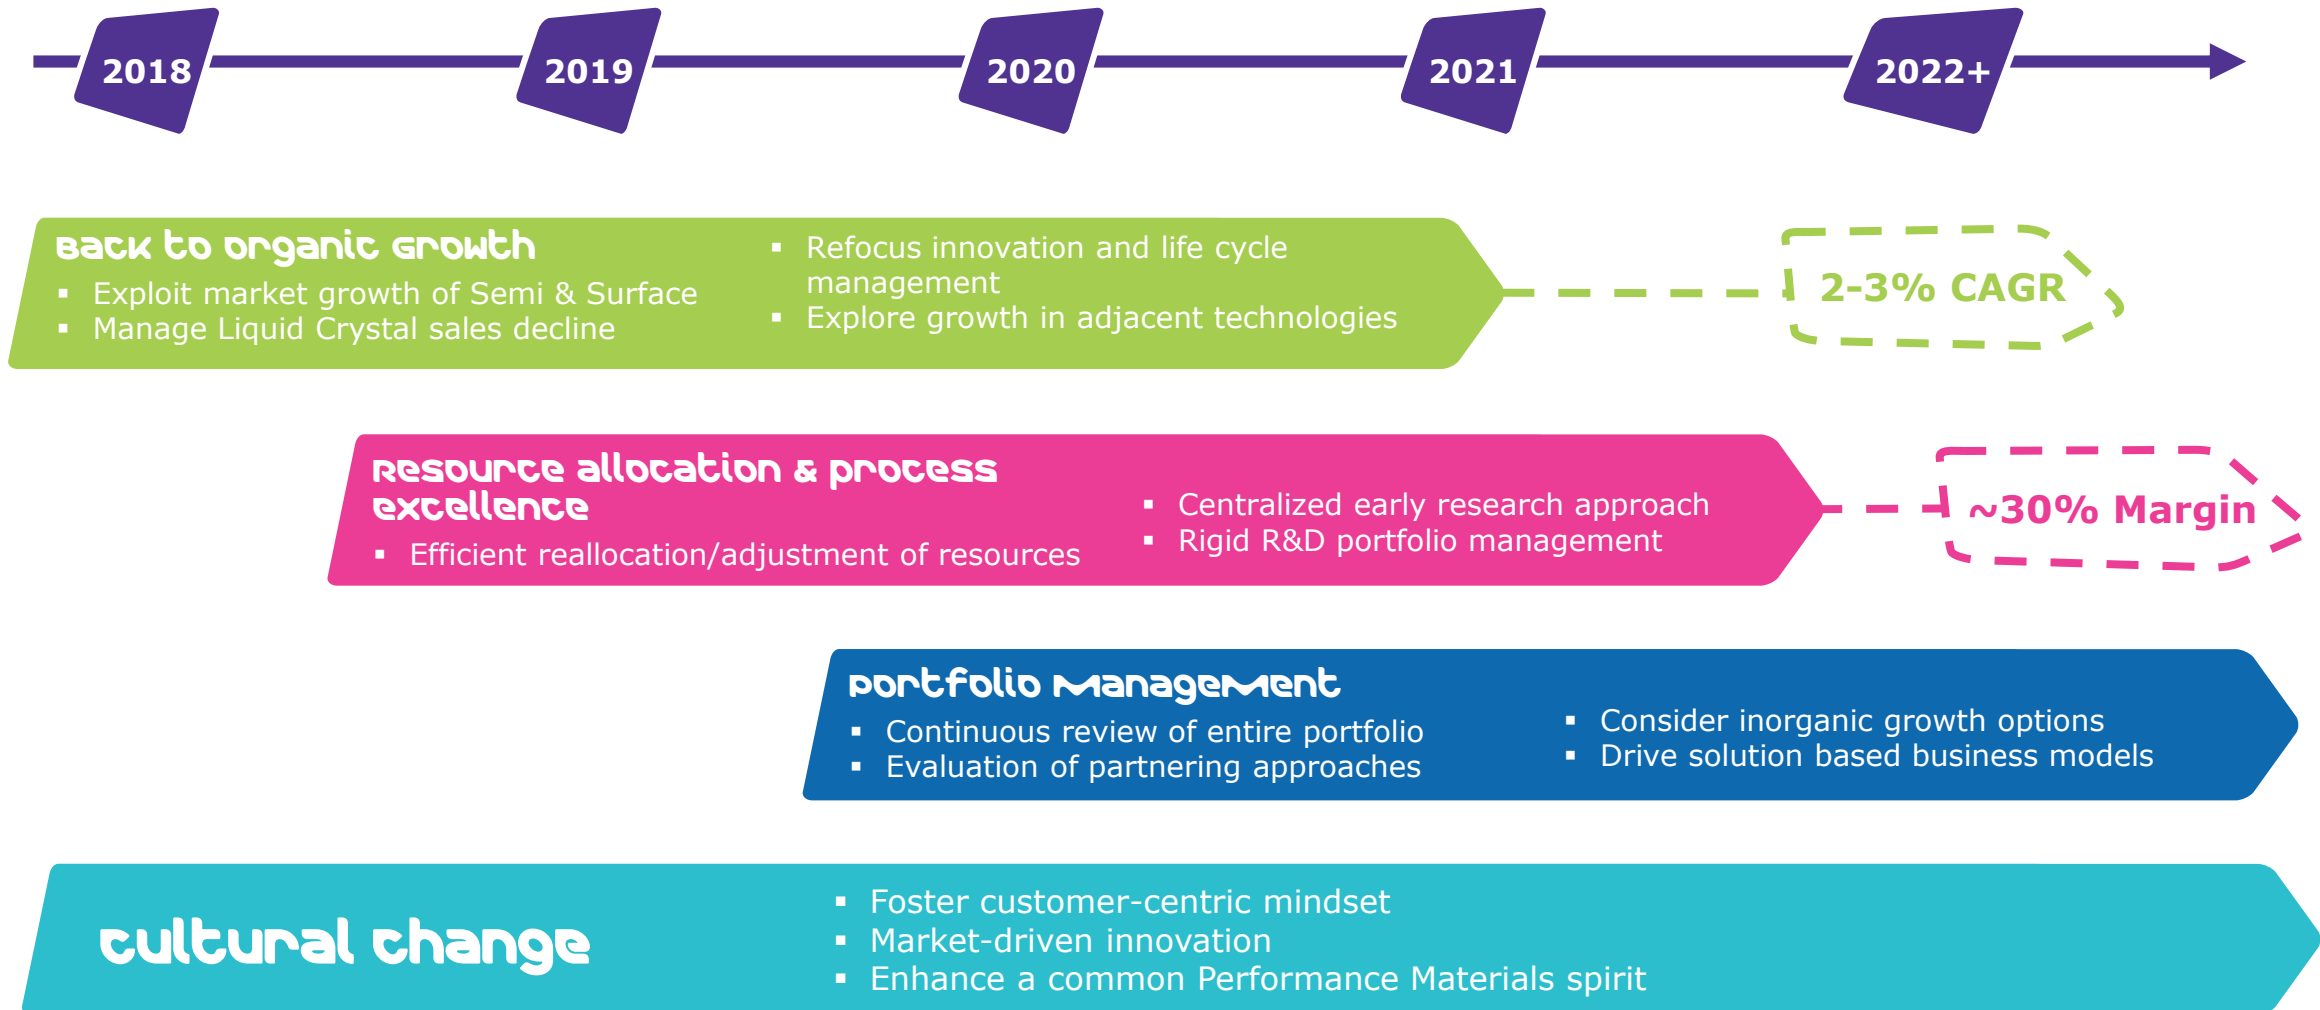 2018
2019
2020
2021
2022+
Back to organic Growth
▪ Exploit market growth of Semi & Surface
▪ Manage Liquid Crystal sales decline
▪ Refocus innovation and life cycle
management
▪ Explore growth in adjacent technologies
2-3% CAGR
Resource allocation & process
excellence
▪ Efficient reallocation/adjustment of resources
▪ Centralized early research approach
▪ Rigid R&D portfolio management
~30% Margin
Portfolio Management
▪ Continuous review of entire portfolio
▪ Evaluation of partnering approaches
▪ Consider inorganic growth options
▪ Drive solution based business models
Cultural change
▪ Foster customer-centric mindset
▪ Market-driven innovation
▪ Enhance a common Performance Materials spirit